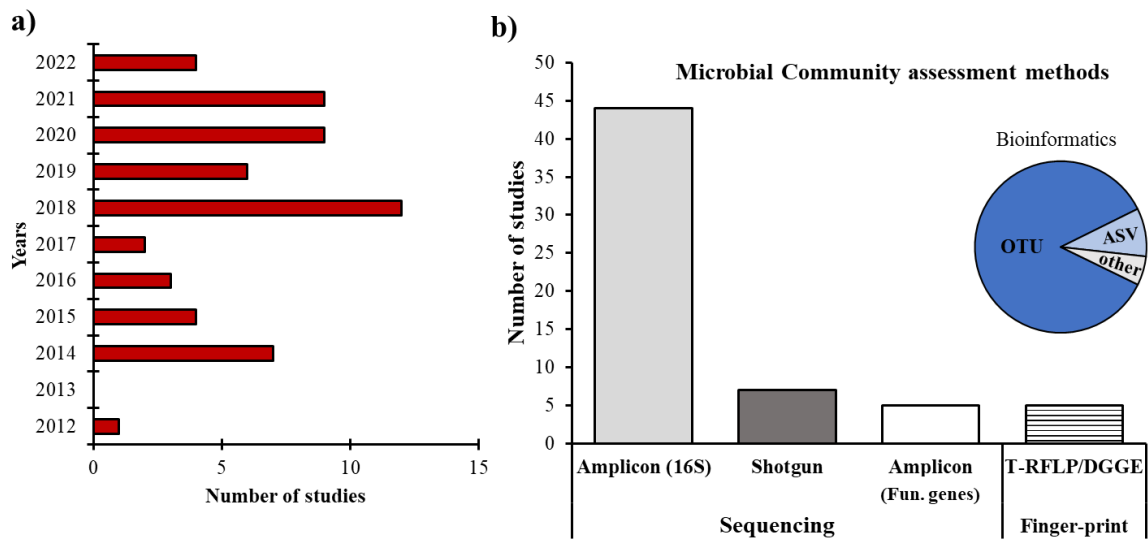 a)
2022
2021
2020
2019
2018
2017
2016
2015
2014
2013
2012
Years
0 5 10 15
Number of studies
b)
Microbial Community assessment methods
50
45
40
35
30
25
20
15
10
5
0
Number of studies
Bioinformatics
OTU
ASV
other
Amplicon (16S) Shotgun Amplicon T-RFLP/DGGE
(Fun. genes)
Sequencing Finger-print